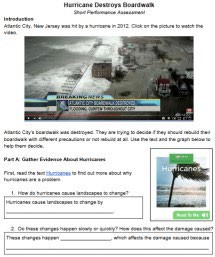 Hurricane Destroys Boardwalk
Short Performance Assessment
Introduction
Atlantic City, New Jersey was hit by a hurricane in 2012. Click on the picture to watch the
video.
BREAKING NEWS
ATLANTIC CITY BOARDWALK DESTROYED
FLOODING, CURFEW THROUGHOUT CITY
Atlantic City's boardwalk was destroyed. They are trying to decide if they should rebuild their
boardwalk with different precautions or not rebuild at all. Use the text and the graph below to
help them decide.
Part A: Gather Evidence About Hurricanes
First, read the text Hurricanes to find out more about why
hurricanes are a problem.
Hurricanes
Read To Me
1. How do hurricanes cause landscapes to change?
Hurricanes cause landscapes to change by
2. Do these changes happen slowly or quickly? How does this affect the damage caused?
These changes happen , which affects the damage caused because